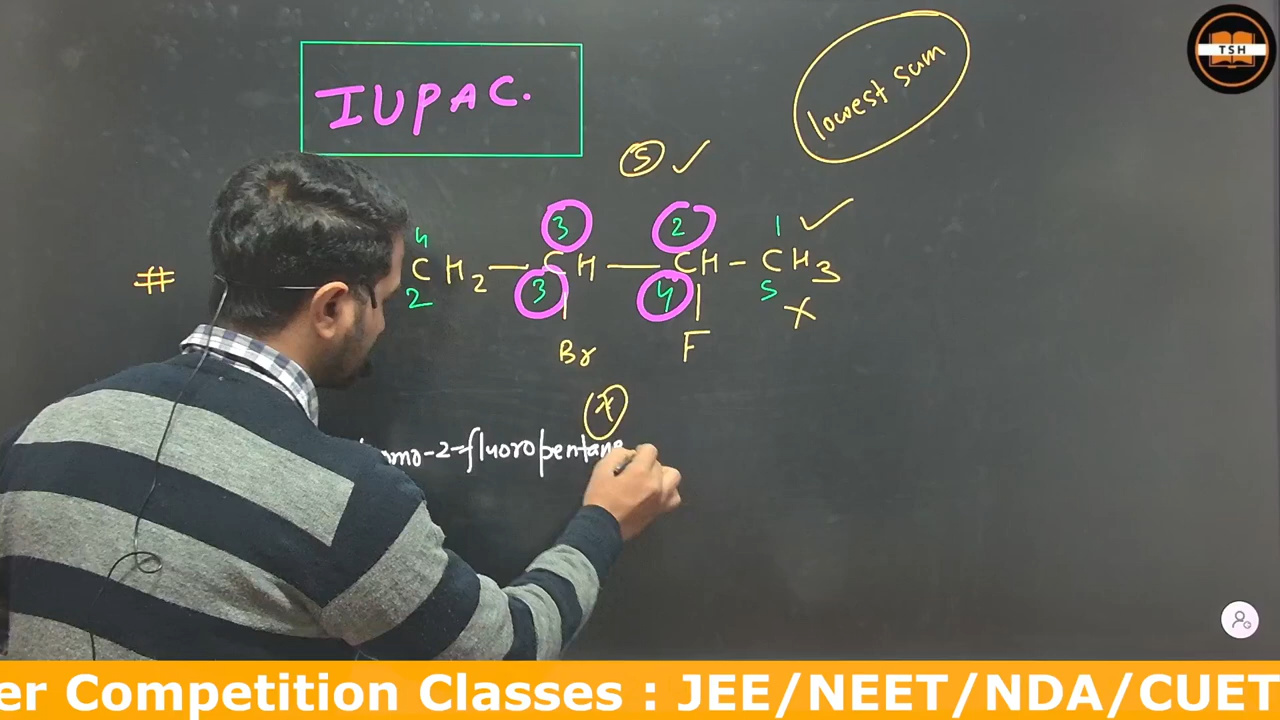 IUPAC.
lowest sum
TSH
5 ✓
4 3 2 1 ✓
# CH2 — CH — CH - CH3
2 3 4 5 ×
Br F
omo-2-fluoropentane
er Competition Classes : JEE/NEET/NDA/CUET